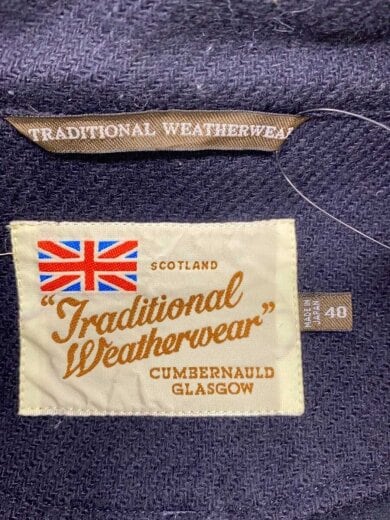 TRADITIONAL WEATHERWEAR
SCOTLAND
"Traditional
Weatherwear"
CUMBERNAULD
GLASGOW
MADE IN
JAPAN
40